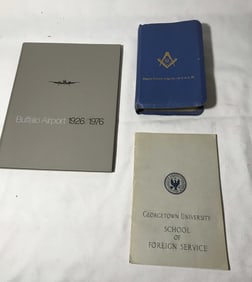 Buffalo Airport 1926/1976
GEORGETOWN UNIVERSITY
SCHOOL
OF
FOREIGN SERVICE